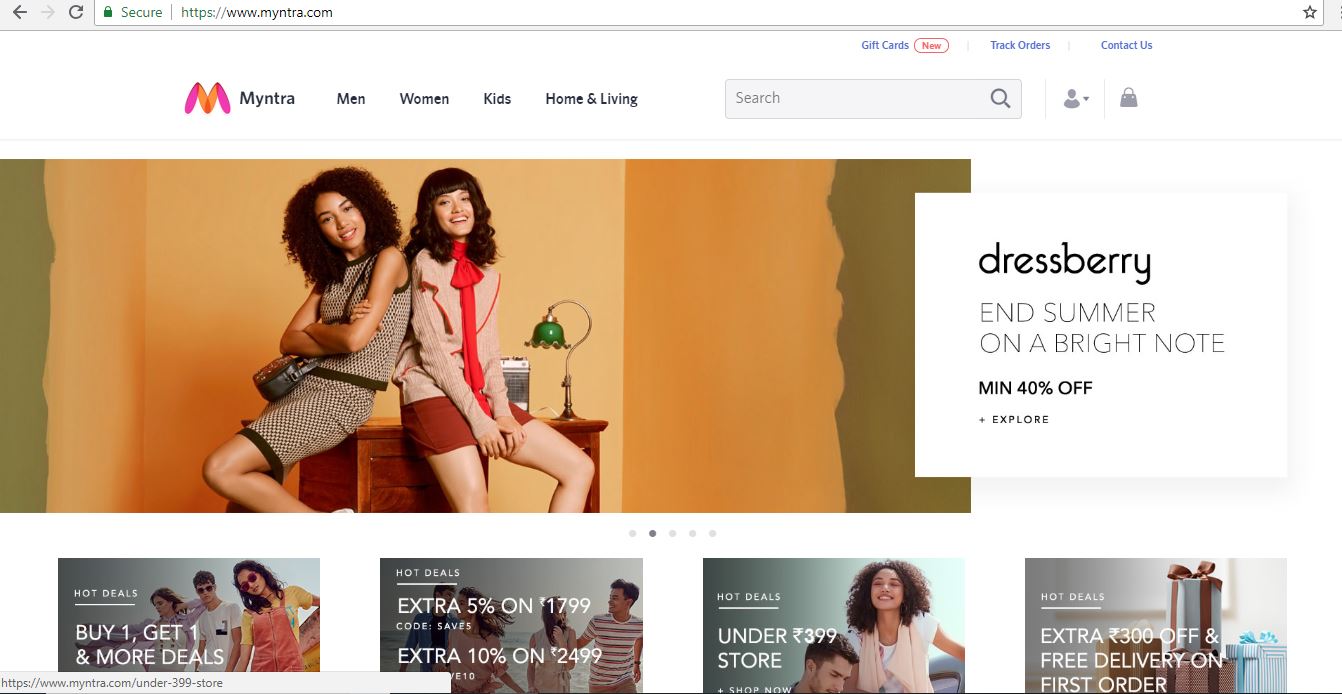 Secure
https://www.myntra.com
Gift Cards New Track Orders Contact Us
Myntra Men Women Kids Home & Living Search
dressberry
END SUMMER
ON A BRIGHT NOTE
MIN 40% OFF
+ EXPLORE
HOT DEALS
BUY 1, GET 1
& MORE DEALS
HOT DEALS
EXTRA 5% ON ₹1799
CODE: SAVE5
EXTRA 10% ON ₹2499
VE10
HOT DEALS
UNDER ₹399
STORE
+ SHOP NOW
HOT DEALS
EXTRA ₹300 OFF &
FREE DELIVERY ON
FIRST ORDER
https://www.myntra.com/under-399-store